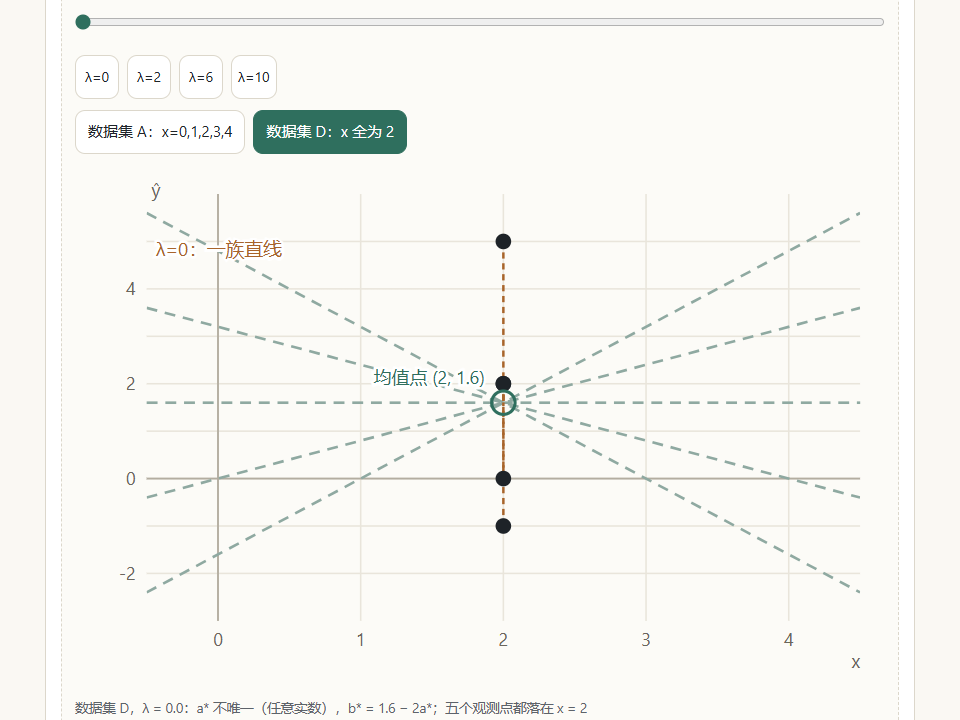 λ=0 λ=2 λ=6 λ=10
数据集 A：x=0,1,2,3,4 数据集 D：x 全为 2
ŷ
λ=0：一族直线
4
均值点 (2, 1.6)
2
0
-2
0 1 2 3 4
x
数据集 D，λ = 0.0：a* 不唯一（任意实数），b* = 1.6 − 2a*；五个观测点都落在 x = 2